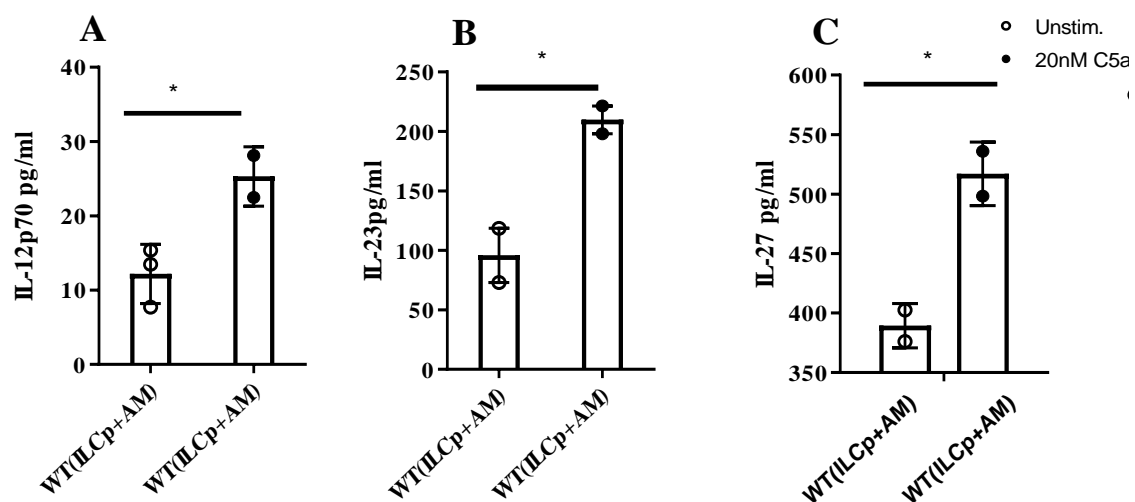 A
IL-12p70 pg/ml
40
30
20
10
0
*
WT(ILCp+AM)
WT(ILCp+AM)
B
IL-23pg/ml
250
200
150
100
50
0
*
WT(ILCp+AM)
WT(ILCp+AM)
C
Unstim.
20nM C5a
IL-27 pg/ml
600
550
500
450
400
350
*
WT(ILCp+AM)
WT(ILCp+AM)